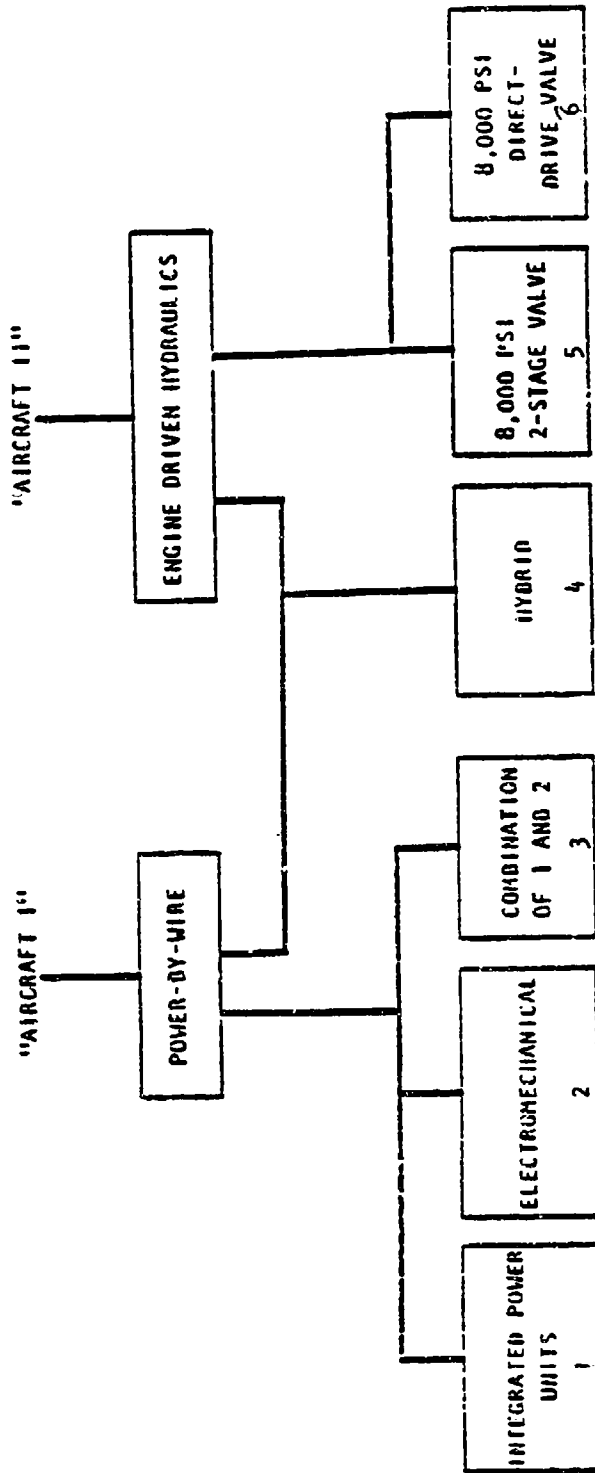 "AIRCRAFT I"
"AIRCRAFT II"
POWER-BY-WIRE
ENGINE DRIVEN HYDRAULICS
INTEGRATED POWER
UNITS
1
ELECTROMECHANICAL
2
COMBINATION
OF 1 AND 2
3
HYBRID
4
8,000 PSI
2-STAGE VALVE
5
8,000 PSI
DIRECT-
DRIVE VALVE
6